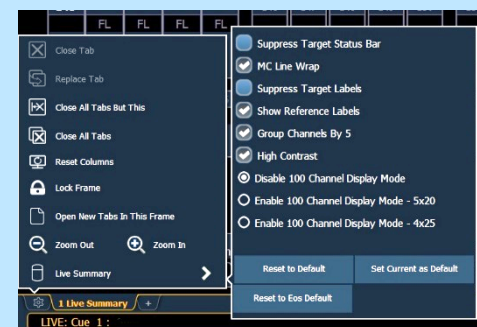 FL FL FL FL
Close Tab
Replace Tab
Close All Tabs But This
Close All Tabs
Reset Columns
Lock Frame
Open New Tabs In This Frame
Zoom Out Zoom In
Live Summary
Suppress Target Status Bar
MC Line Wrap
Suppress Target Labels
Show Reference Labels
Group Channels By 5
High Contrast
Disable 100 Channel Display Mode
Enable 100 Channel Display Mode - 5x20
Enable 100 Channel Display Mode - 4x25
Reset to Default Set Current as Default
Reset to Eos Default
1 Live Summary +
LIVE: Cue 1 :